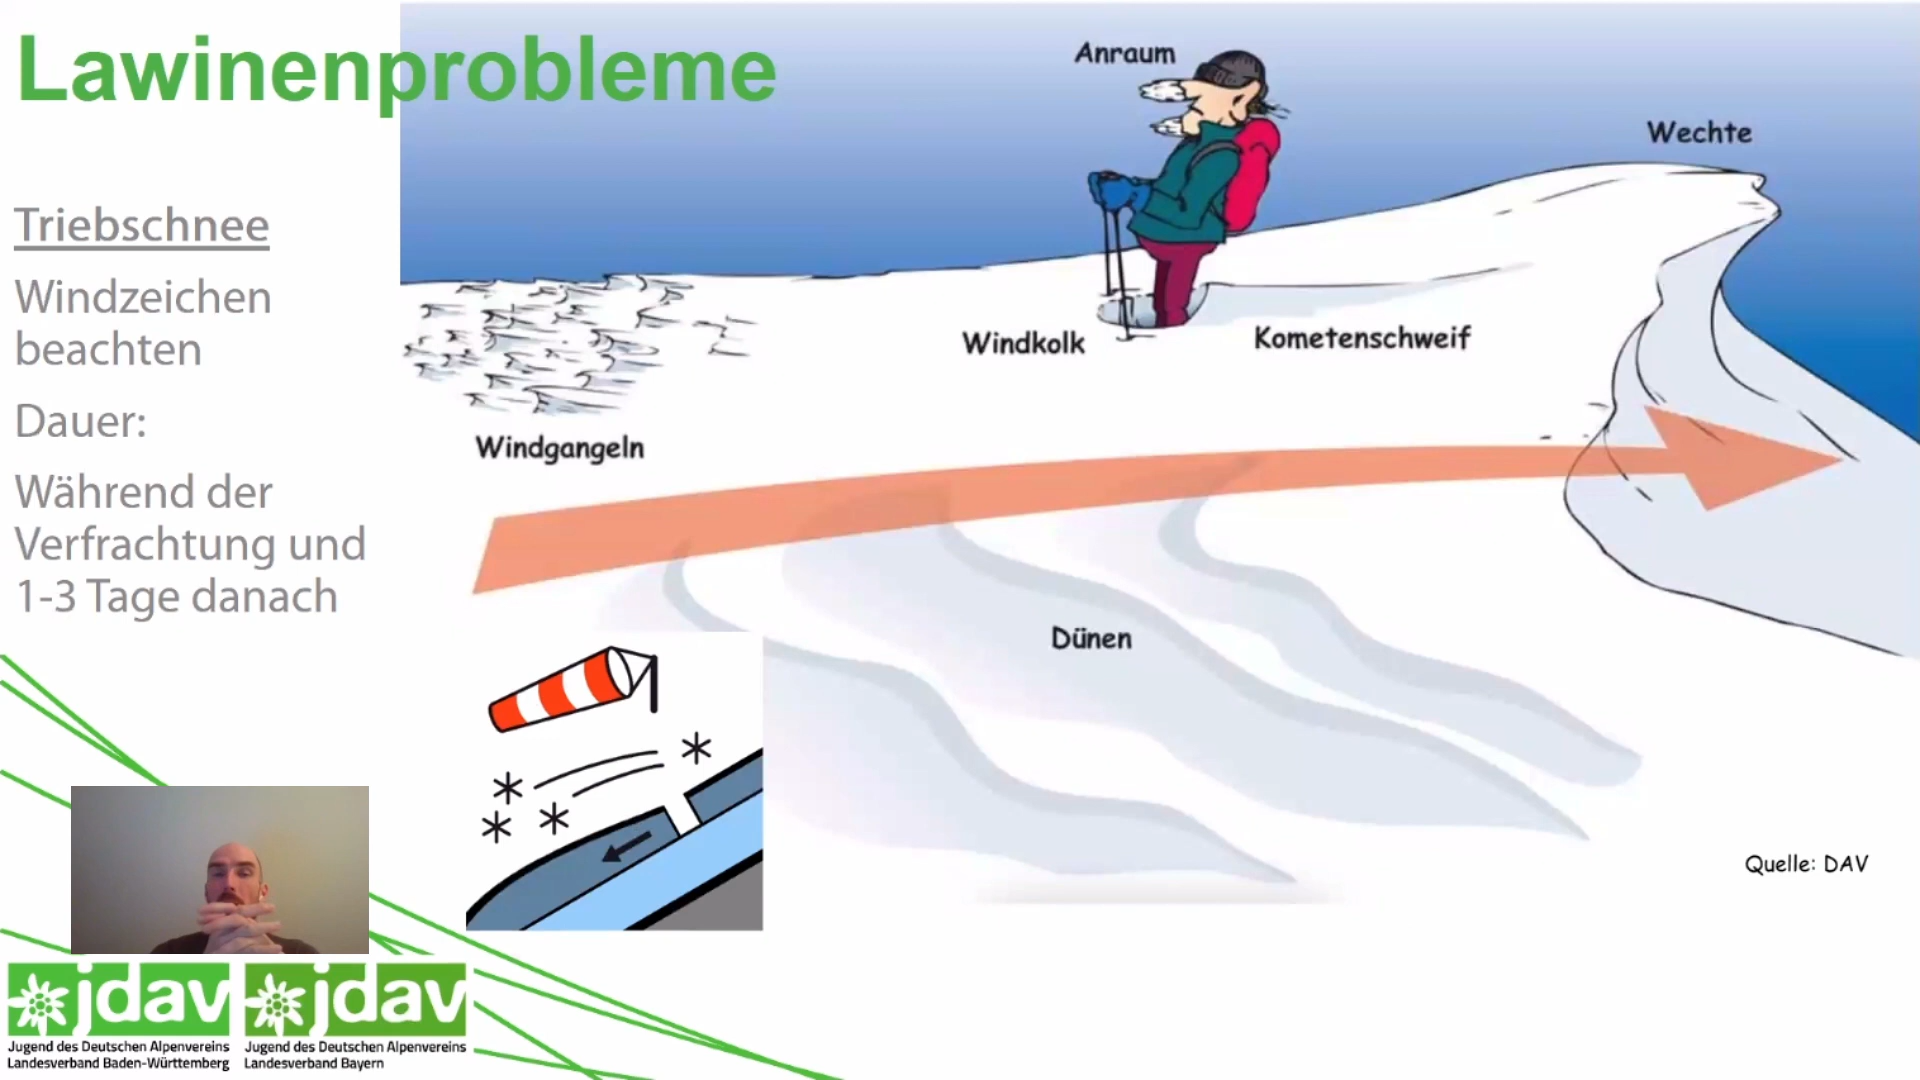 Lawinenprobleme
Triebschnee
Windzeichen
beachten
Dauer:
Während der
Verfrachtung und
1-3 Tage danach
Anraum
Wechte
Windkolk
Kometenschweif
Windgangeln
Dünen
Quelle: DAV
jdav
Jugend des Deutschen Alpenvereins
Landesverband Baden-Württemberg
jdav
Jugend des Deutschen Alpenvereins
Landesverband Bayern